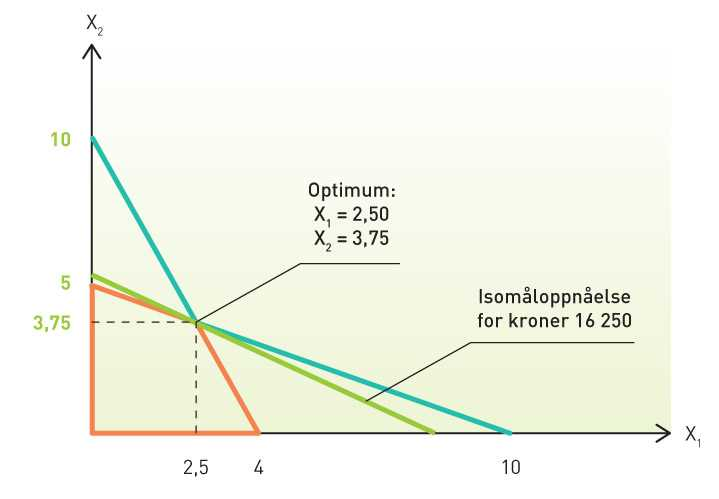 X₂
10
Optimum:
X₁ = 2,50
X₂ = 3,75
5
Isomåloppnåelse
for kroner 16 250
3,75
X₁
2,5
4
10